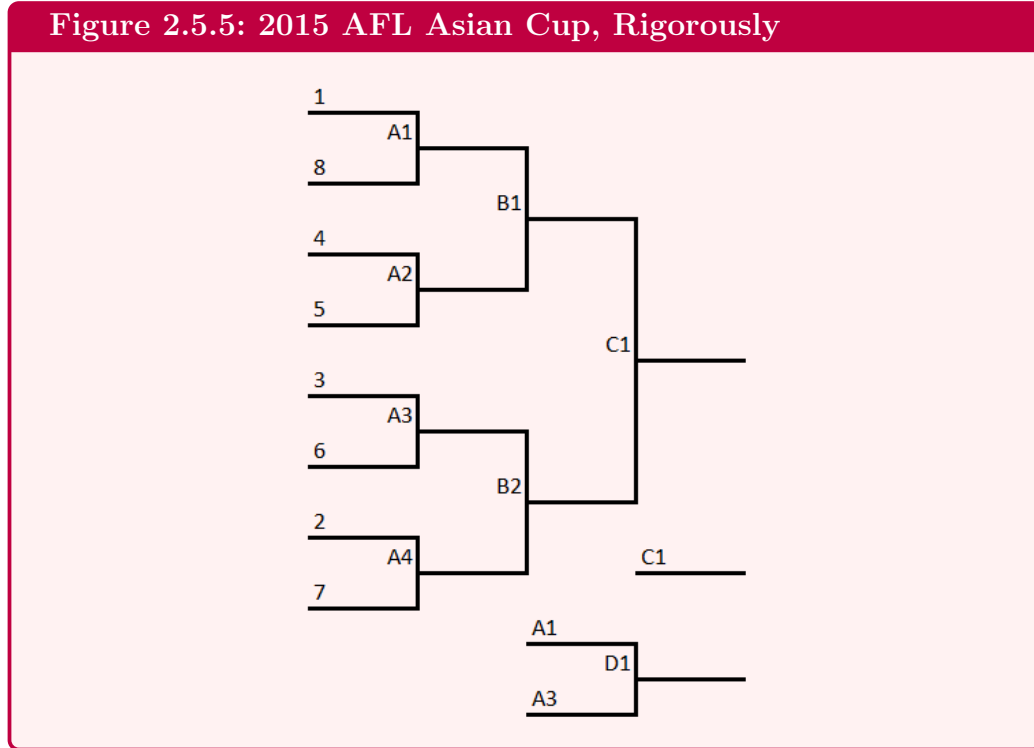 Figure 2.5.5: 2015 AFL Asian Cup, Rigorously
1
A1
8
B1
4
A2
5
C1
3
A3
6
B2
2
A4
C1
7
A1
D1
A3